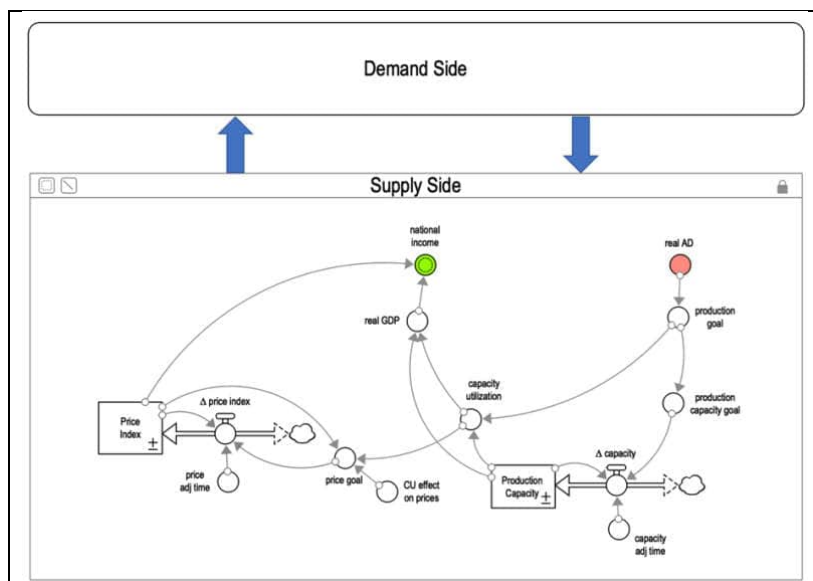 Demand Side
Supply Side
national
income
real AD
real GDP
production
goal
capacity
utilization
production
capacity goal
Δ price index
Price
Index
±
price
adj time
price goal
CU effect
on prices
Δ capacity
Production
Capacity
±
capacity
adj time